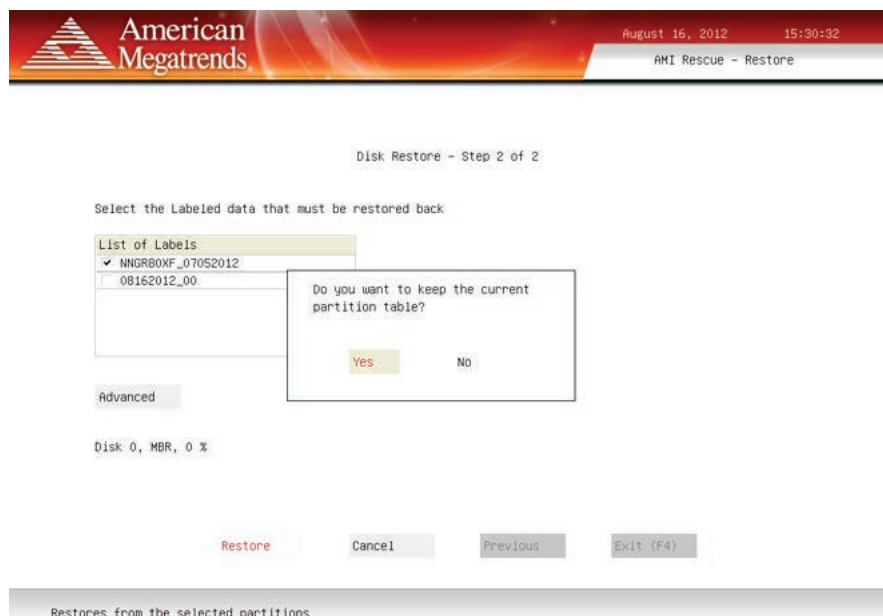 American
Megatrends
August 16, 2012 15:30:32
AMI Rescue - Restore
Disk Restore - Step 2 of 2
Select the Labeled data that must be restored back
List of Labels
NNGR80XF_07052012
08162012_00
Do you want to keep the current
partition table?
Yes No
Advanced
Disk 0, MBR, 0 %
Restore Cancel Previous Exit (F4)
Restores from the selected partitions